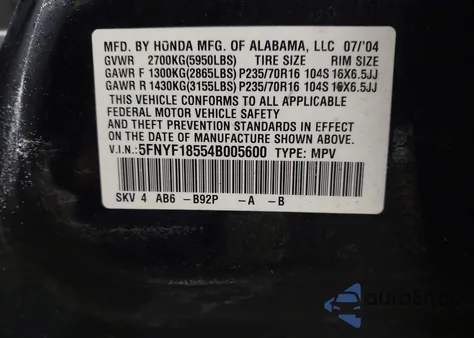 MFD. BY HONDA MFG. OF ALABAMA, LLC 07/'04
GVWR 2700KG(5950LBS) TIRE SIZE RIM SIZE
GAWR F 1300KG(2865LBS) P235/70R16 104S 16X6.5JJ
GAWR R 1430KG(3155LBS) P235/70R16 104S 16X6.5JJ
THIS VEHICLE CONFORMS TO ALL APPLICABLE
FEDERAL MOTOR VEHICLE SAFETY
AND THEFT PREVENTION STANDARDS IN EFFECT
ON THE DATE OF MANUFACTURE SHOWN ABOVE.
V.I.N.: 5FNYF18554B005600 TYPE: MPV
SKV 4 AB6 -B92P -A -B
autoSnap